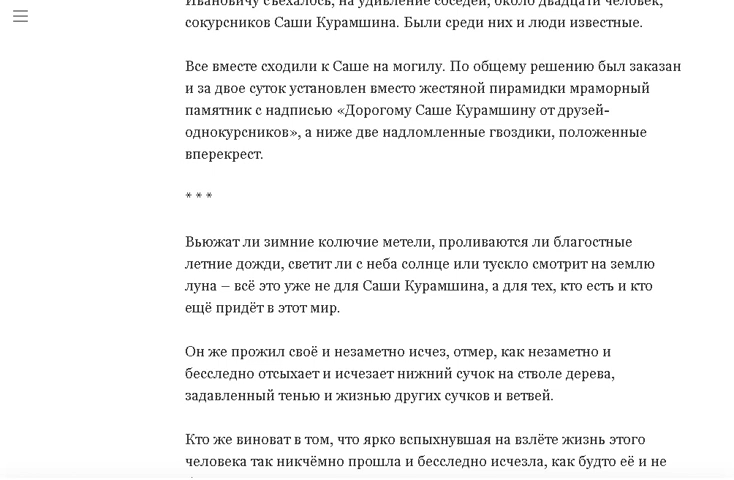 Ивановичу съехалось, на удивление соседей, около двадцати человек,
сокурсников Саши Курамшина. Были среди них и люди известные.
Все вместе сходили к Саше на могилу. По общему решению был заказан
и за двое суток установлен вместо жестяной пирамидки мраморный
памятник с надписью «Дорогому Саше Курамшину от друзей-
однокурсников», а ниже две надломленные гвоздики, положенные
вперекрест.
* * *
Вьюжат ли зимние колючие метели, проливаются ли благостные
летние дожди, светит ли с неба солнце или тускло смотрит на землю
луна – всё это уже не для Саши Курамшина, а для тех, кто есть и кто
ещё придёт в этот мир.
Он же прожил своё и незаметно исчез, отмер, как незаметно и
бесследно отсыхает и исчезает нижний сучок на стволе дерева,
задавленный тенью и жизнью других сучков и ветвей.
Кто же виноват в том, что ярко вспыхнувшая на взлёте жизнь этого
человека так никчёмно прошла и бесследно исчезла, как будто её и не